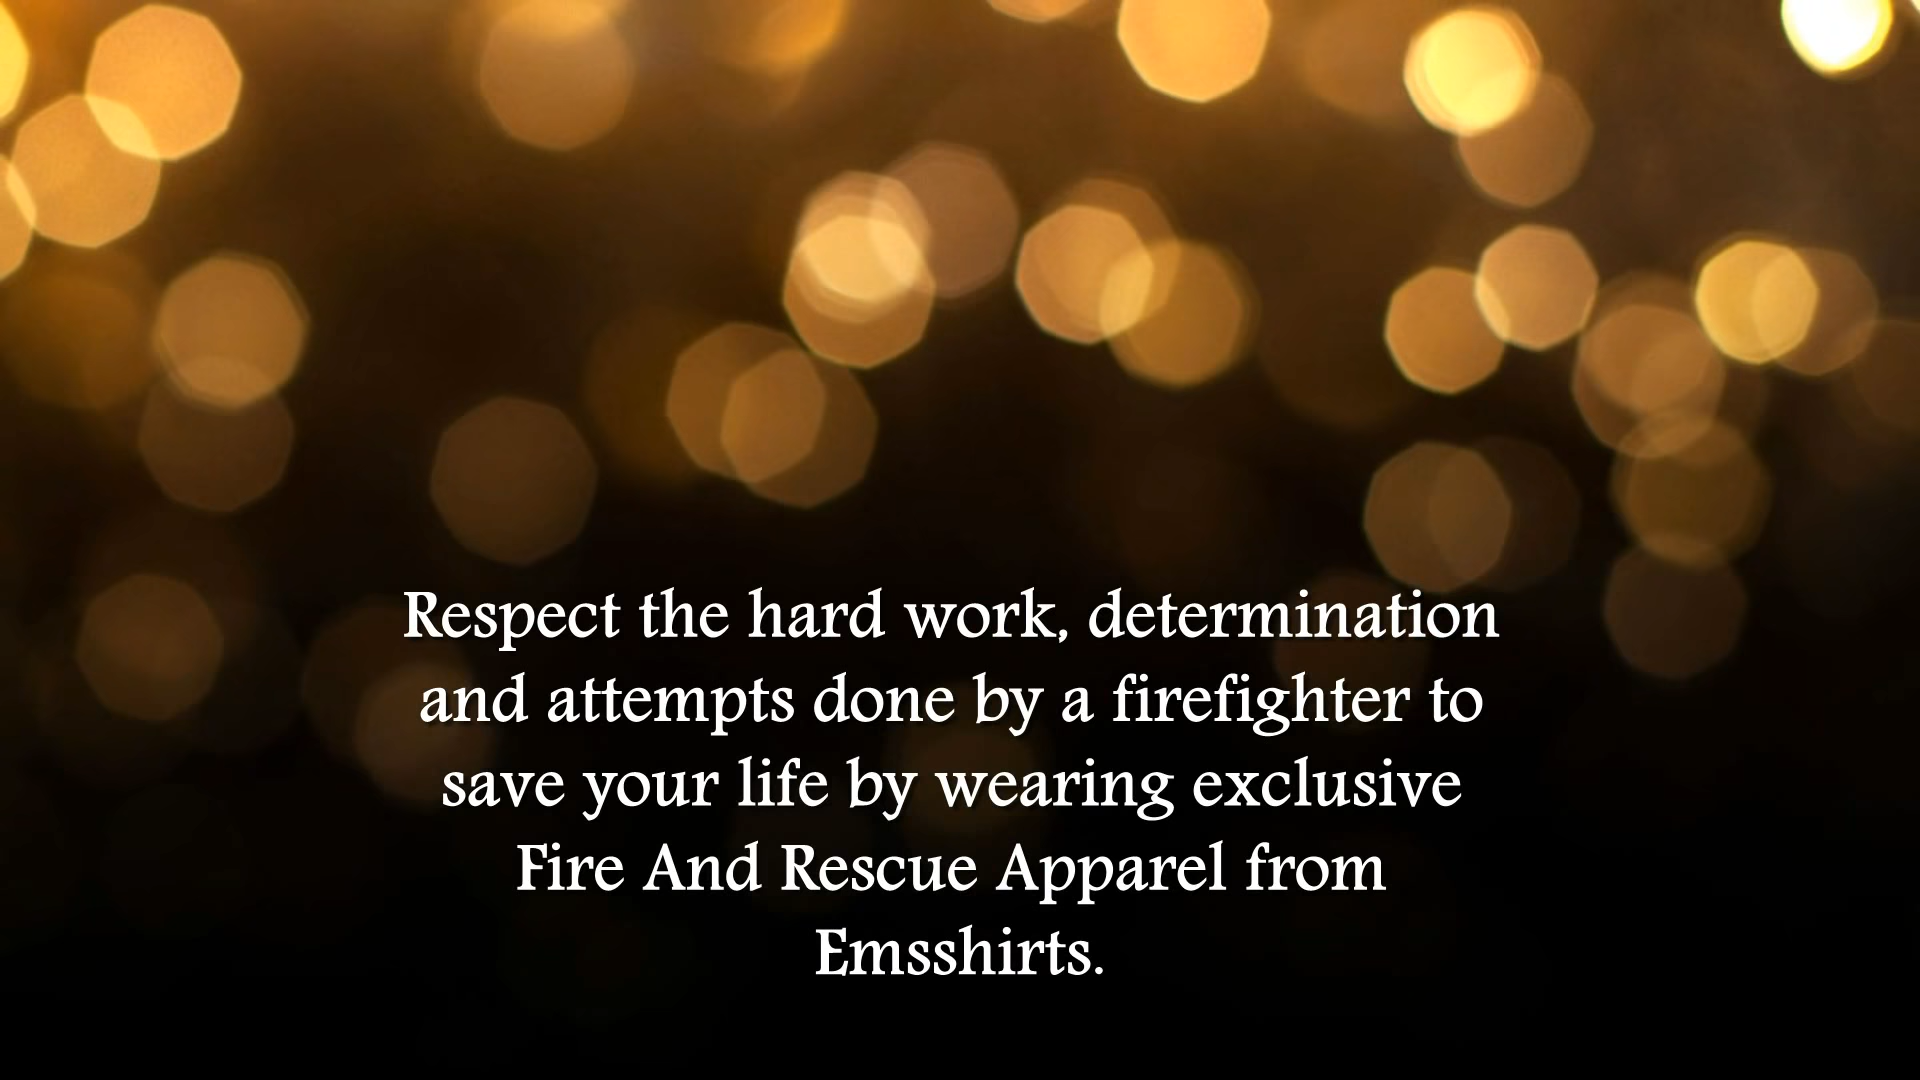 Respect the hard work, determination
and attempts done by a firefighter to
save your life by wearing exclusive
Fire And Rescue Apparel from
Emsshirts.